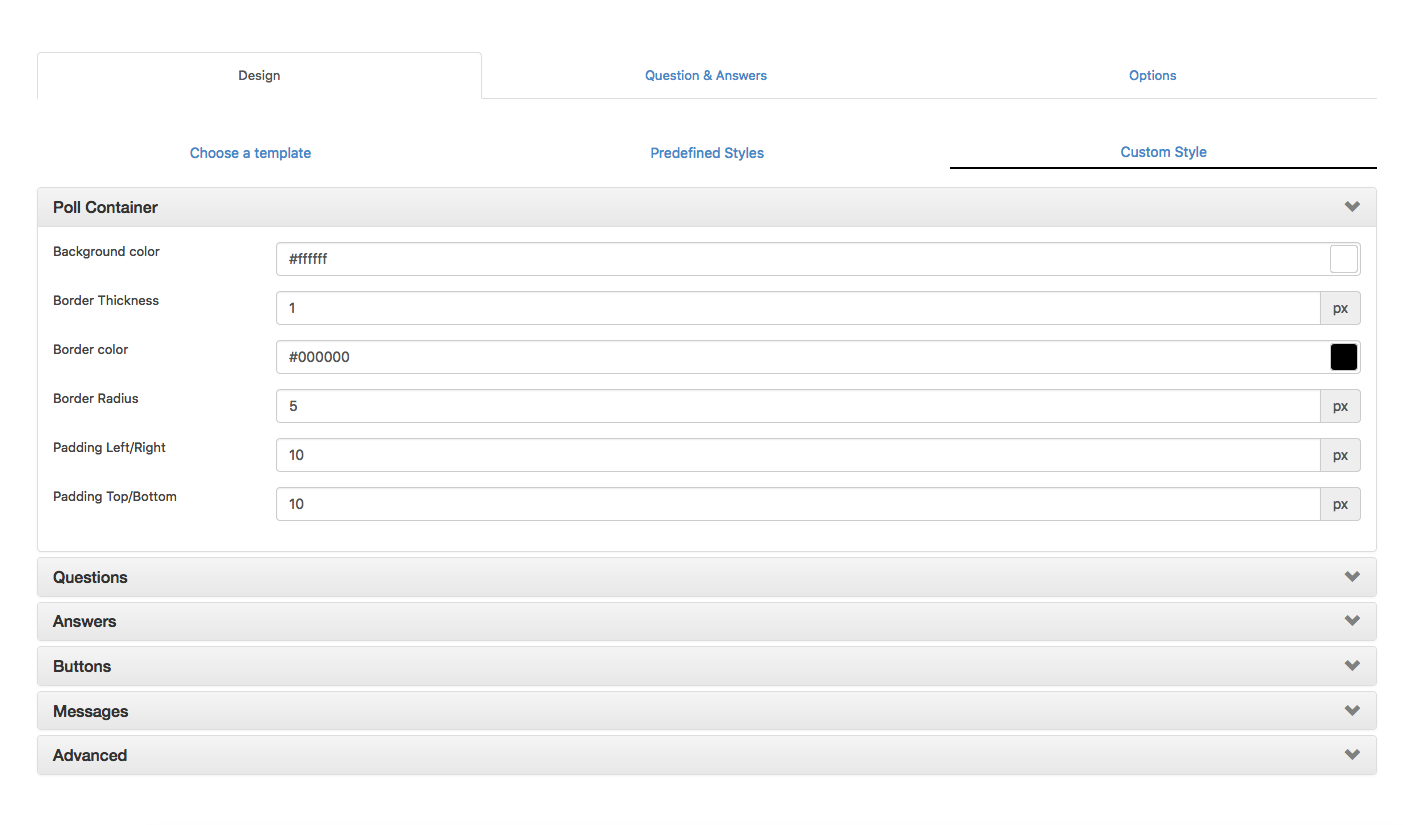 Design
Question & Answers
Options
Choose a template
Predefined Styles
Custom Style
Poll Container
Background color
#ffffff
Border Thickness
1
px
Border color
#000000
Border Radius
5
px
Padding Left/Right
10
px
Padding Top/Bottom
10
px
Questions
Answers
Buttons
Messages
Advanced